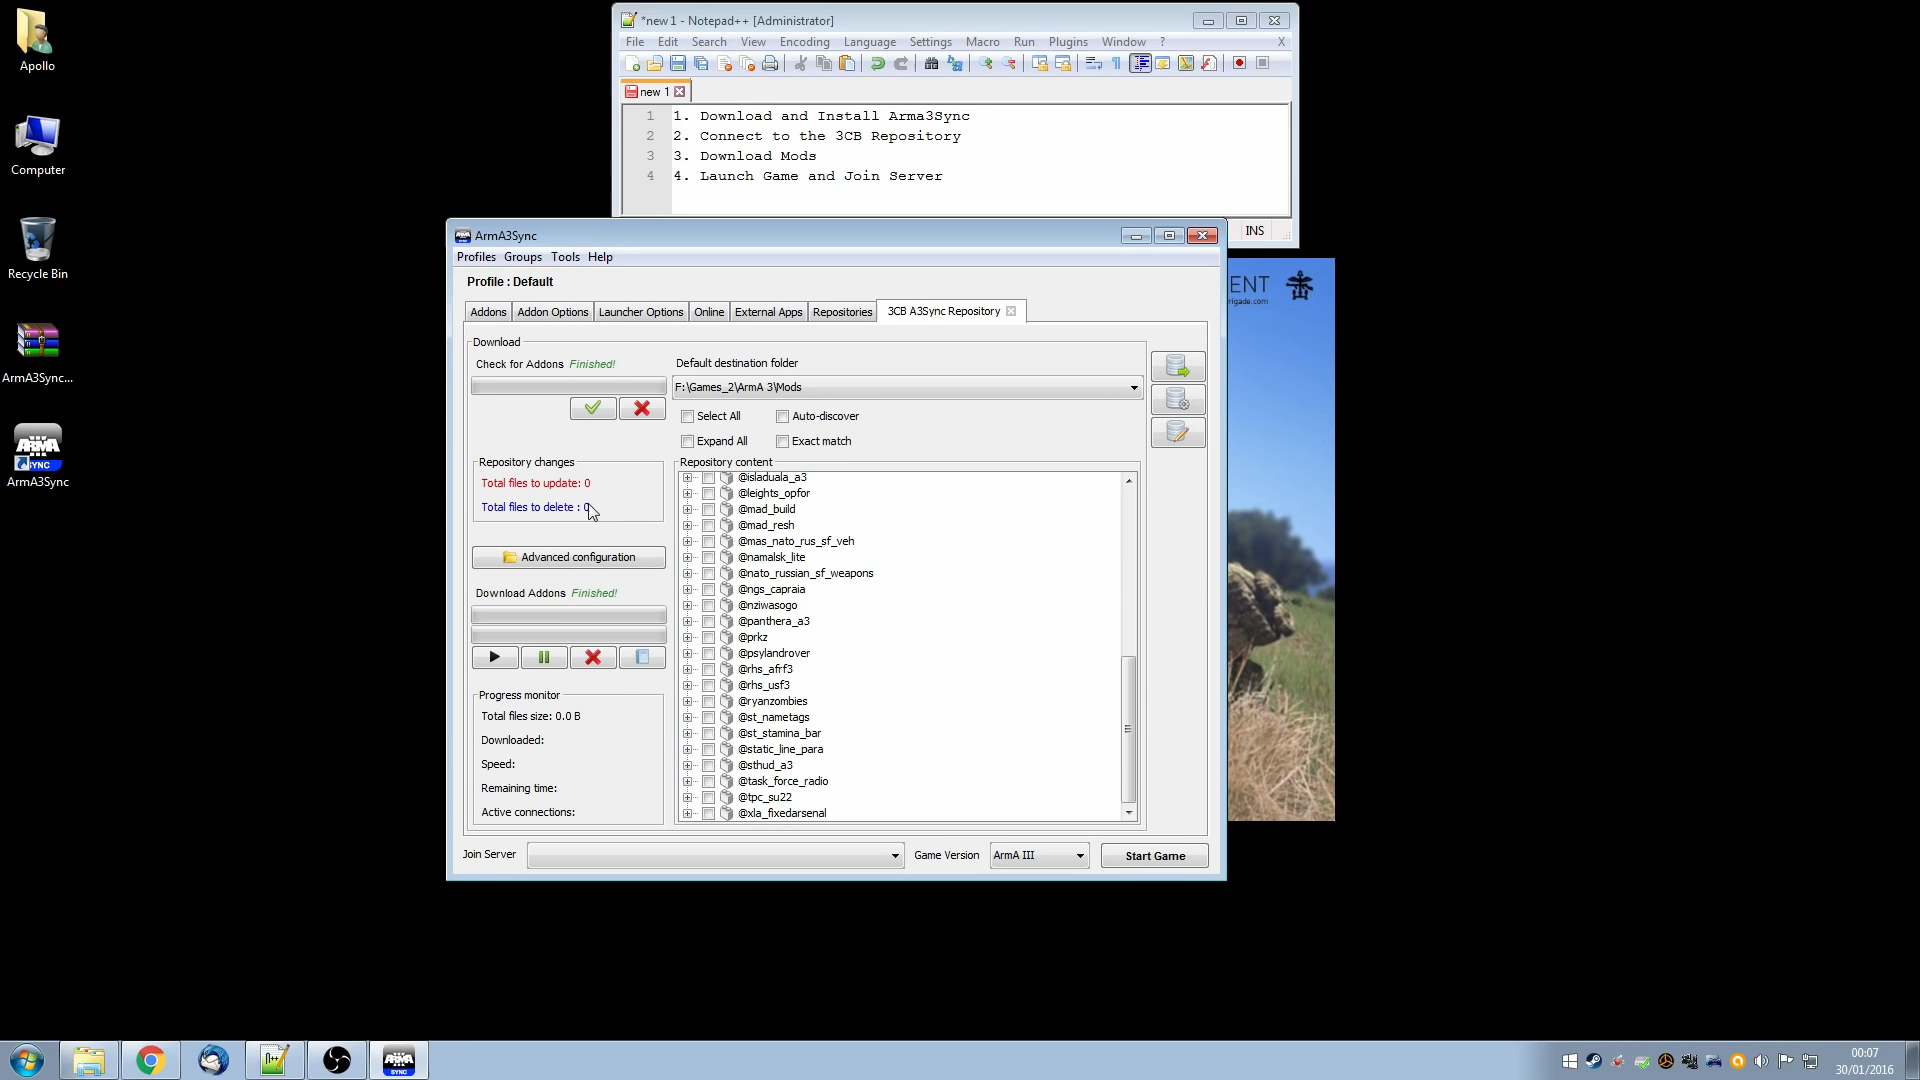 Apollo
Computer
Recycle Bin
ArmA3Sync...
ArmA3Sync
*new 1 - Notepad++ [Administrator]
File Edit Search View Encoding Language Settings Macro Run Plugins Window ? X
new 1
1 1. Download and Install Arma3Sync
2 2. Connect to the 3CB Repository
3 3. Download Mods
4 4. Launch Game and Join Server
INS
ArmA3Sync
Profiles Groups Tools Help
Profile : Default
Addons Addon Options Launcher Options Online External Apps Repositories 3CB A3Sync Repository
Download
Check for Addons Finished!
Default destination folder
F:\Games_2\ArmA 3\Mods
Select All Auto-discover
Expand All Exact match
Repository changes
Total files to update: 0
Total files to delete : 0
Advanced configuration
Download Addons Finished!
Progress monitor
Total files size: 0.0 B
Downloaded:
Speed:
Remaining time:
Active connections:
Repository content
@isladuala_a3
@leights_opfor
@mad_build
@mad_resh
@mas_nato_rus_sf_veh
@namalsk_lite
@nato_russian_sf_weapons
@ngs_capraia
@nziwasogo
@panthera_a3
@prkz
@psylandrover
@rhs_afrf3
@rhs_usf3
@ryanzombies
@st_nametags
@st_stamina_bar
@static_line_para
@sthud_a3
@task_force_radio
@tpc_su22
@xla_fixedarsenal
Join Server Game Version ArmA III Start Game
ENT
rigade.com
00:07
30/01/2016